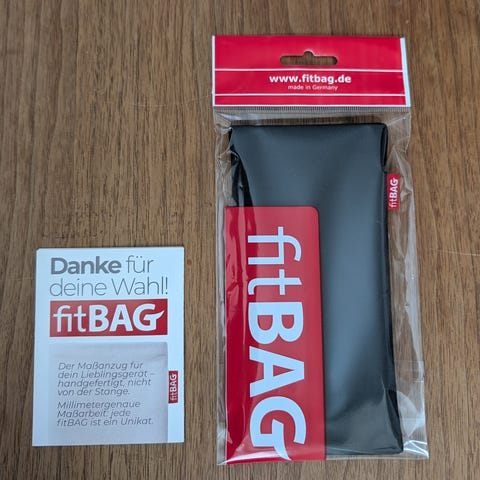 www.fitbag.de
made in Germany
fitBAG
fitBAG
Danke für
deine Wahl!
fitBAG
Der Maßanzug für
dein Lieblingsgerät –
handgefertigt, nicht
von der Stange.
Millimetergenaue
Maßarbeit: jede
fitBAG ist ein Unikat.
fitBAG